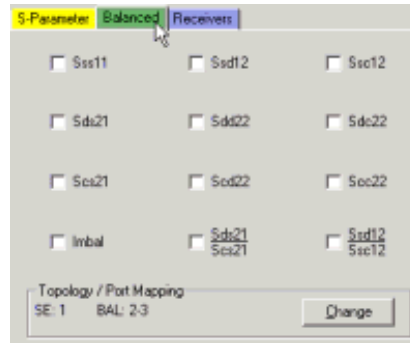 S-Parameter Balanced Receivers
Sss11 Ssd12 Ssc12
Sds21 Sdd22 Sdc22
Scs21 Scd22 Scc22
Imbal Sds21 Ssd12
Scs21 Ssc12
Topology / Port Mapping
SE: 1 BAL: 2-3 Change